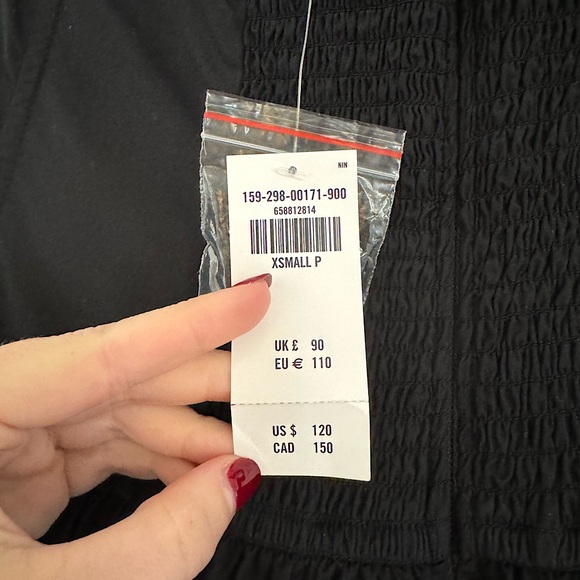 NIN
159-298-00171-900
658812814
XSMALL P
UK £ 90
EU € 110
US $ 120
CAD 150